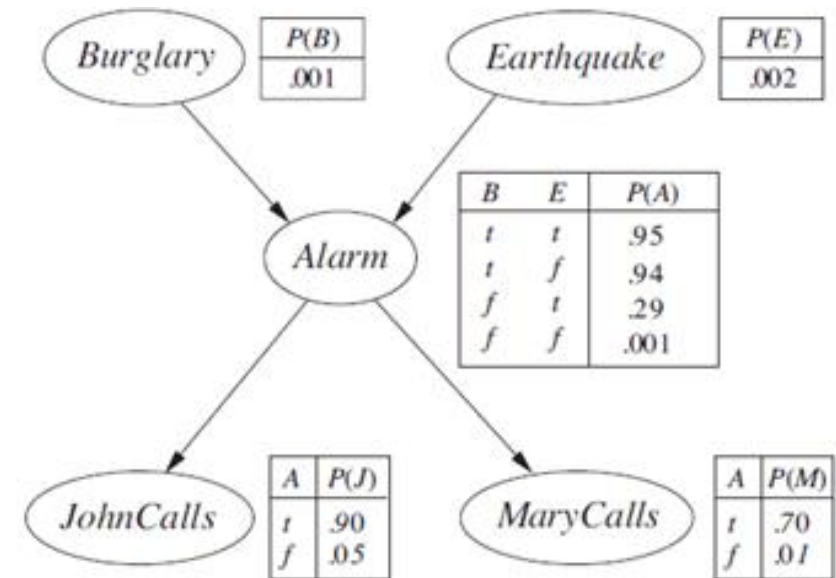 Burglary
P(B)
.001
Earthquake
P(E)
.002
Alarm
B E P(A)
t t .95
t f .94
f t .29
f f .001
JohnCalls
A P(J)
t .90
f .05
MaryCalls
A P(M)
t .70
f .01